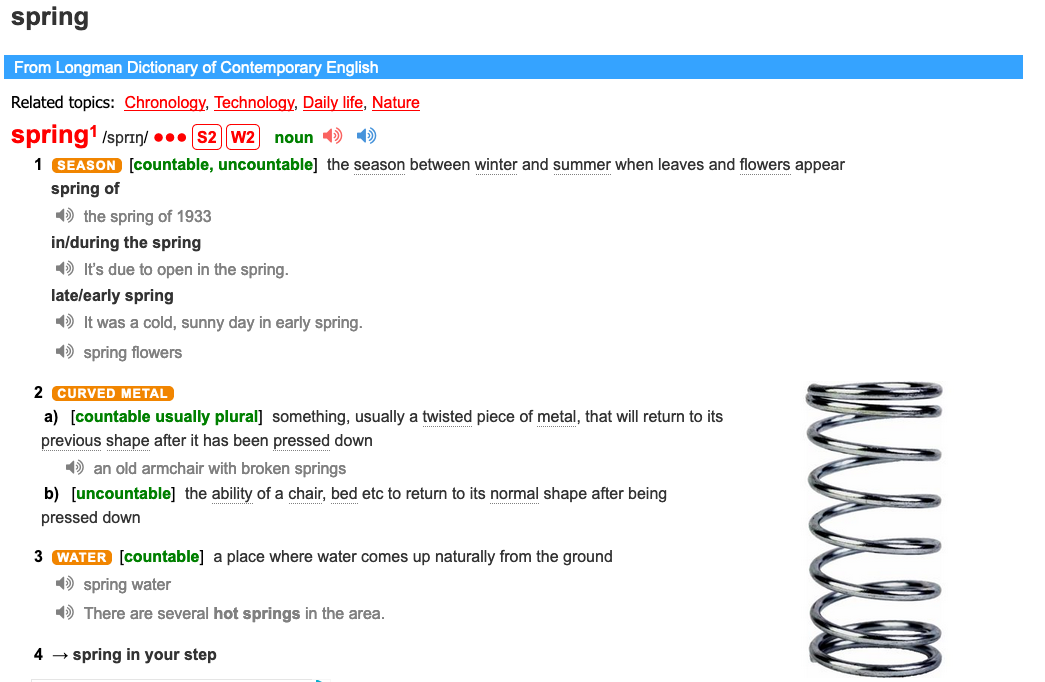 spring
From Longman Dictionary of Contemporary English
Related topics: Chronology, Technology, Daily life, Nature
spring1 /sprɪŋ/ ●●● S2 W2 noun
1 SEASON [countable, uncountable] the season between winter and summer when leaves and flowers appear
spring of
the spring of 1933
in/during the spring
It’s due to open in the spring.
late/early spring
It was a cold, sunny day in early spring.
spring flowers
2 CURVED METAL
a) [countable usually plural] something, usually a twisted piece of metal, that will return to its
previous shape after it has been pressed down
an old armchair with broken springs
b) [uncountable] the ability of a chair, bed etc to return to its normal shape after being
pressed down
3 WATER [countable] a place where water comes up naturally from the ground
spring water
There are several hot springs in the area.
4 → spring in your step